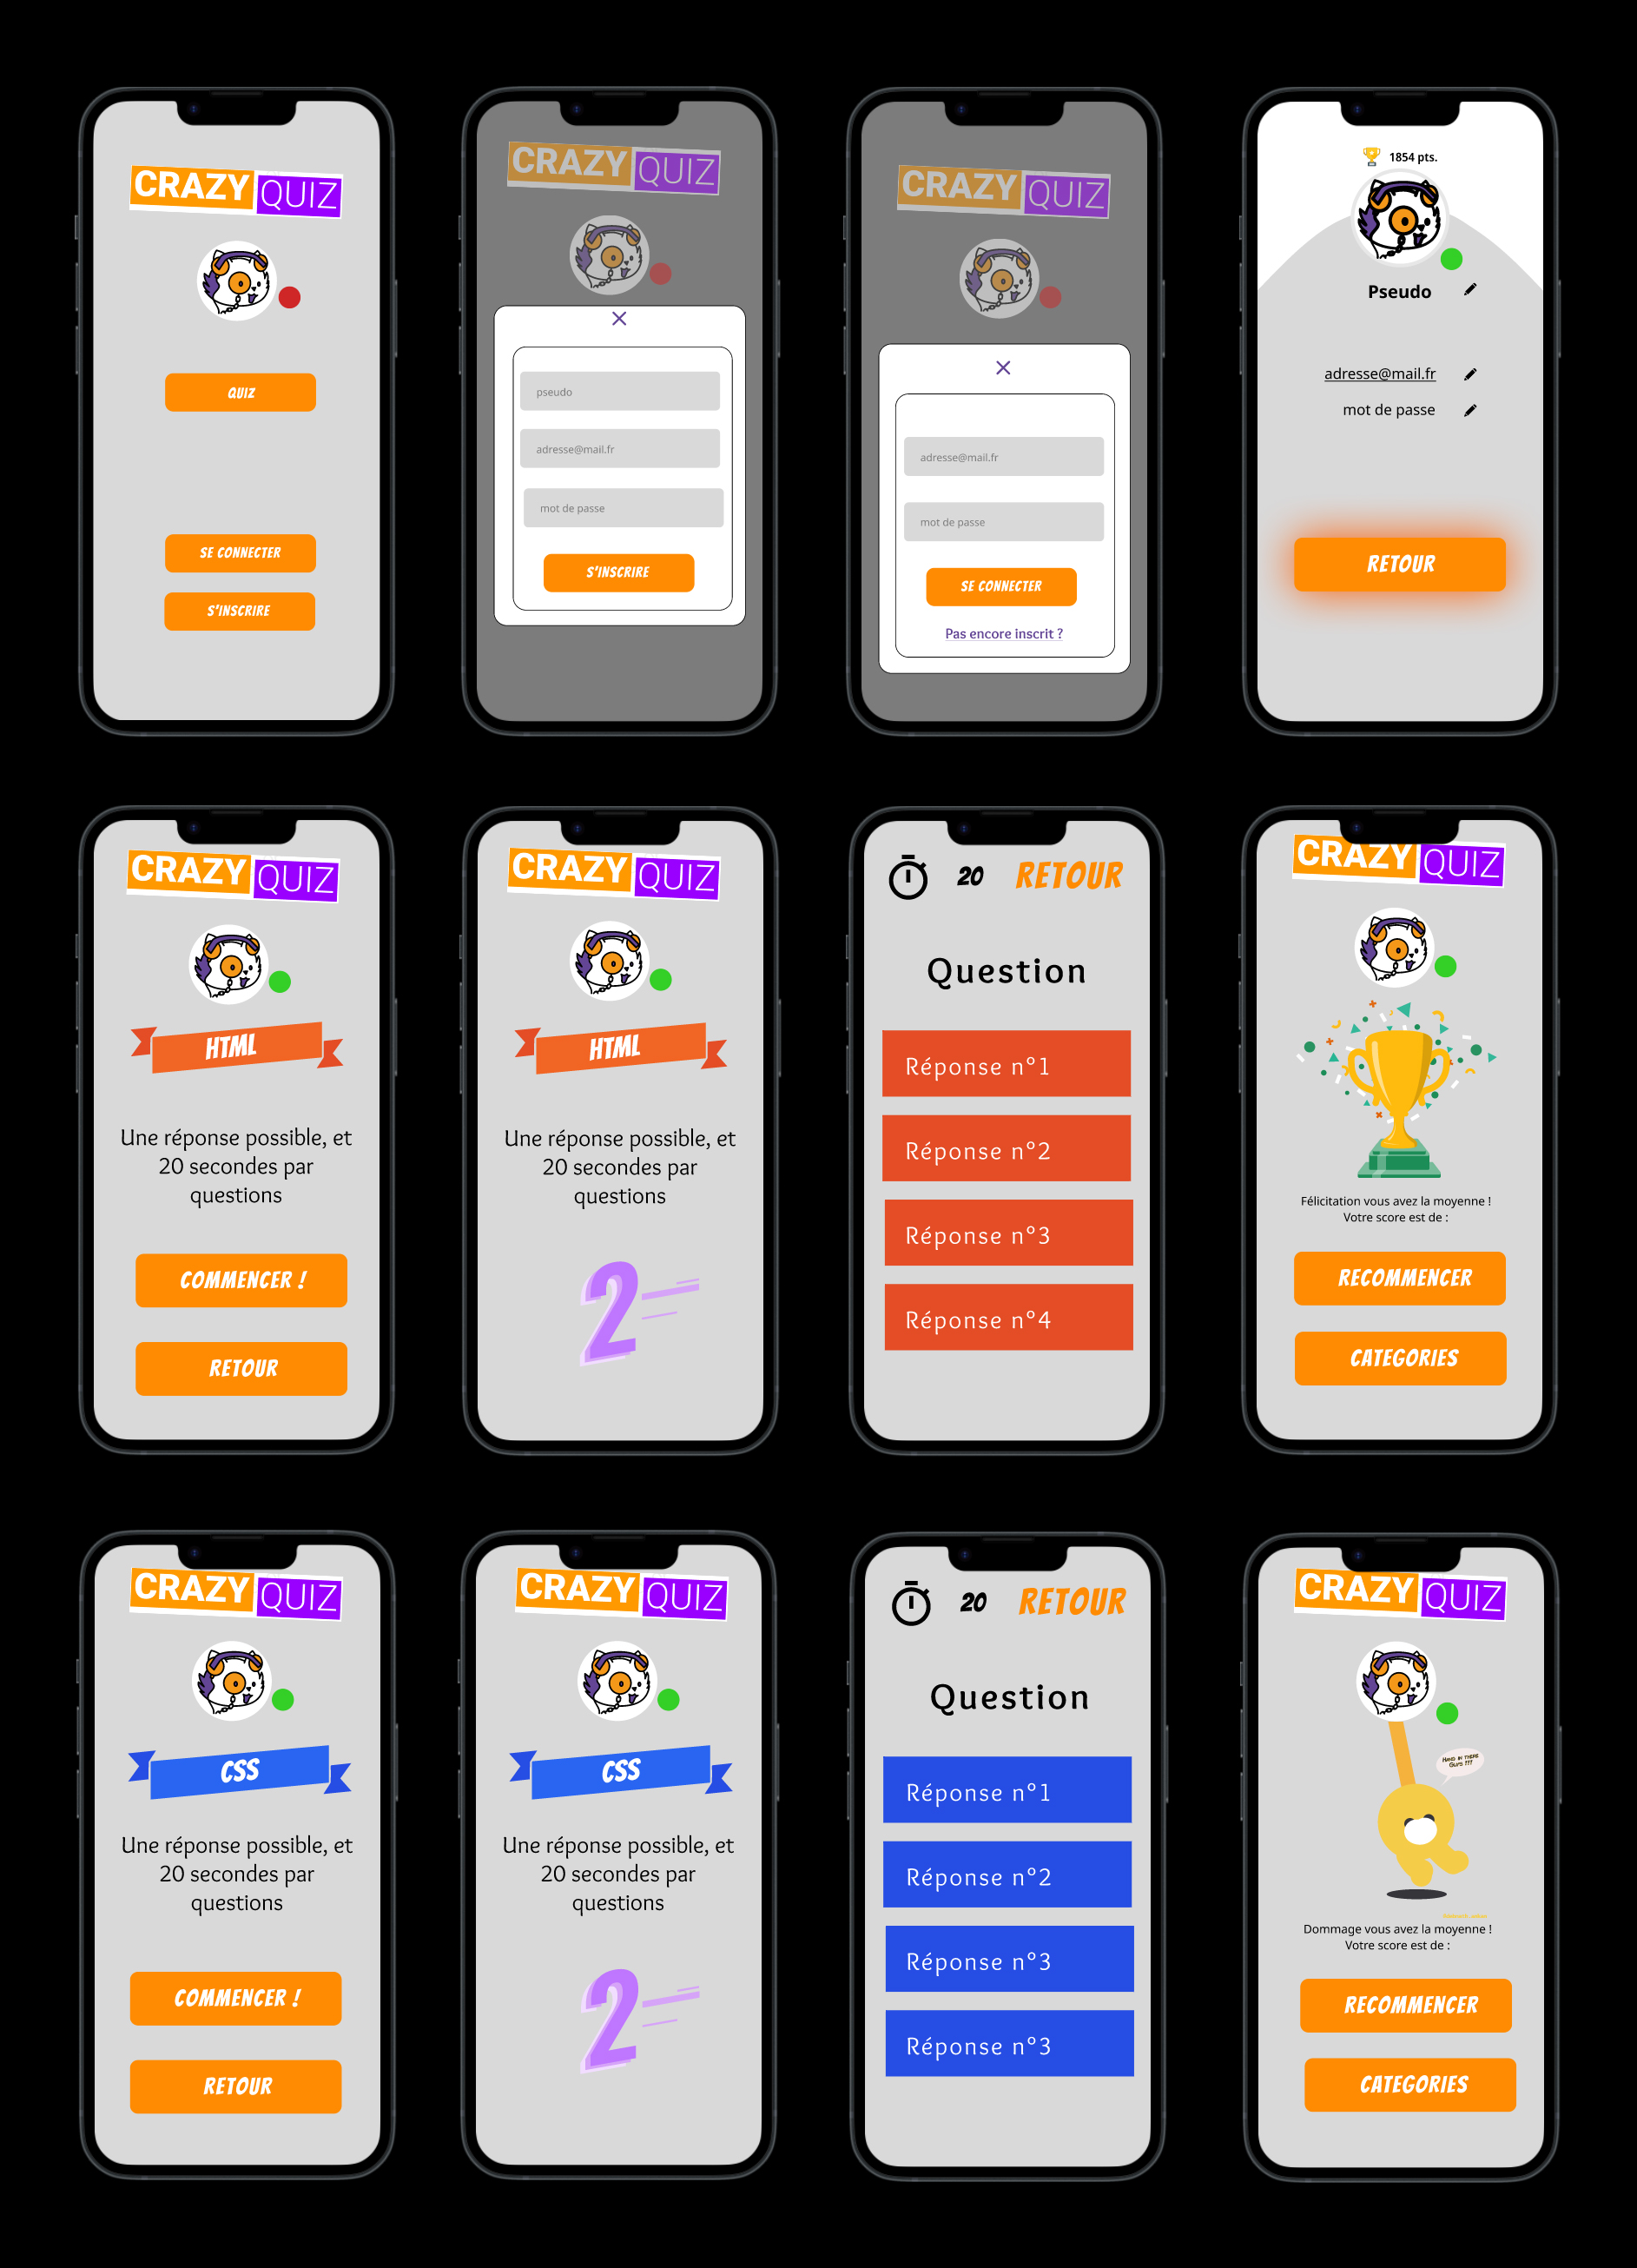 CRAZY QUIZ
QUIZ
SE CONNECTER
S'INSCRIRE
CRAZY QUIZ
pseudo
adresse@mail.fr
mot de passe
S'INSCRIRE
CRAZY QUIZ
adresse@mail.fr
mot de passe
SE CONNECTER
Pas encore inscrit ?
1854 pts.
Pseudo
adresse@mail.fr
mot de passe
RETOUR
CRAZY QUIZ
HTML
Une réponse possible, et
20 secondes par
questions
COMMENCER !
RETOUR
CRAZY QUIZ
HTML
Une réponse possible, et
20 secondes par
questions
2
20 RETOUR
Question
Réponse n°1
Réponse n°2
Réponse n°3
Réponse n°4
CRAZY QUIZ
Félicitation vous avez la moyenne !
Votre score est de :
RECOMMENCER
CATEGORIES
CRAZY QUIZ
CSS
Une réponse possible, et
20 secondes par
questions
COMMENCER !
RETOUR
CRAZY QUIZ
CSS
Une réponse possible, et
20 secondes par
questions
2
20 RETOUR
Question
Réponse n°1
Réponse n°2
Réponse n°3
Réponse n°3
CRAZY QUIZ
HANG IN THERE
GUYS ???
Dommage vous avez la moyenne !
Votre score est de :
RECOMMENCER
CATEGORIES